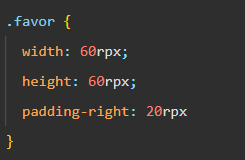 .favor {
width: 60rpx;
height: 60rpx;
padding-right: 20rpx
}